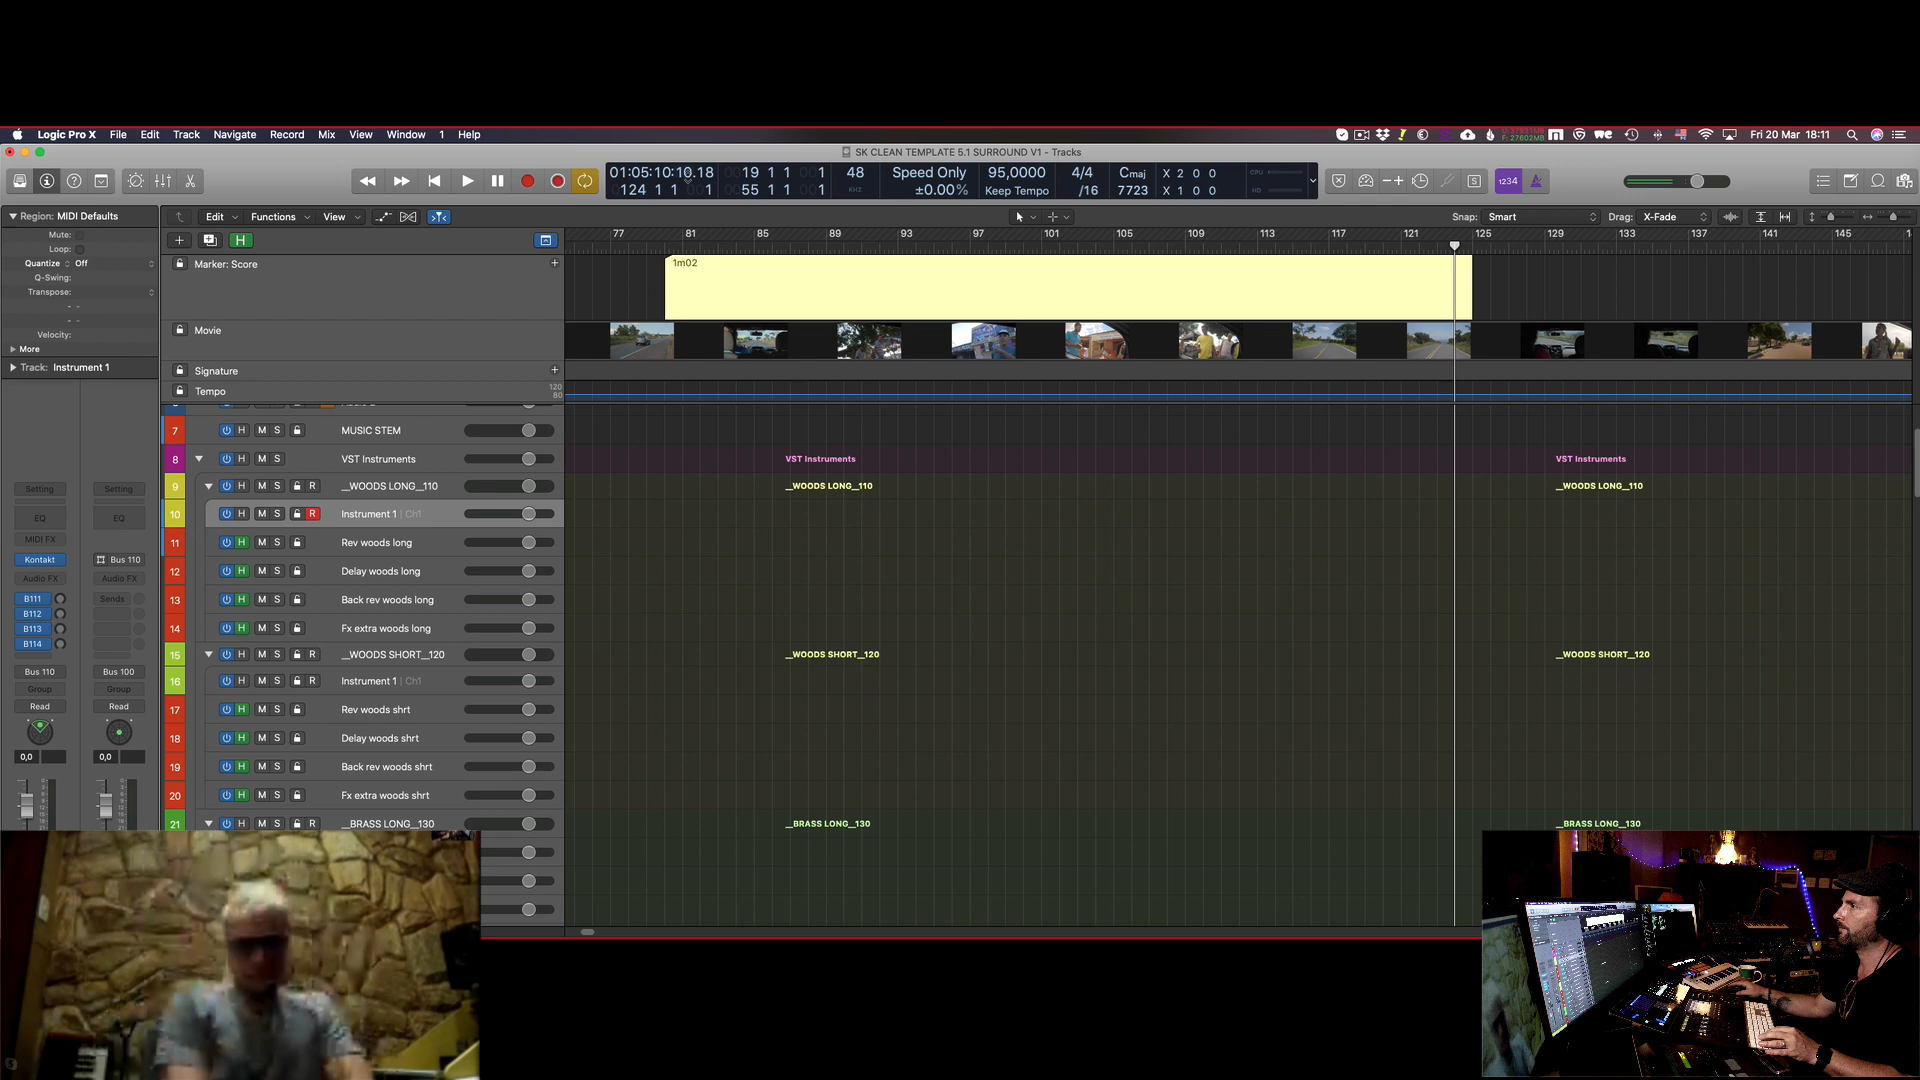 Logic Pro X File Edit Track Navigate Record Mix View Window 1 Help
Fri 20 Mar 18:11
SK CLEAN TEMPLATE 5.1 SURROUND V1 - Tracks
01:05:10:10.18 0019 1 1 1 48 Speed Only 95,0000 4/4 Cmaj X 2 0 0 CPU
124 1 1 1 0055 1 1 1 KHZ ±0.00% Keep Tempo /16 7723 X 1 0 0 HD
1234
Region: MIDI Defaults
Edit Functions View
Snap: Smart Drag: X-Fade
Mute:
Loop:
Quantize Off
Q-Swing:
Transpose:
Velocity:
More
Track: Instrument 1
77 81 85 89 93 97 101 105 109 113 117 121 125 129 133 137 141 145
Marker: Score
1m02
Movie
Signature
Tempo
120
80
7 H M S MUSIC STEM
8 H M S VST Instruments
VST Instruments VST Instruments
9 H M S R __WOODS LONG__110
__WOODS LONG__110 __WOODS LONG__110
10 H M S R Instrument 1 | Ch1
11 H M S Rev woods long
12 H M S Delay woods long
13 H M S Back rev woods long
14 H M S Fx extra woods long
15 H M S R __WOODS SHORT__120
__WOODS SHORT__120 __WOODS SHORT__120
16 H M S R Instrument 1 | Ch1
17 H M S Rev woods shrt
18 H M S Delay woods shrt
19 H M S Back rev woods shrt
20 H M S Fx extra woods shrt
21 H M S R __BRASS LONG__130
__BRASS LONG__130 __BRASS LONG__130
Setting Setting
EQ EQ
MIDI FX
Kontakt Bus 110
Audio FX Audio FX
B111 Sends
B112
B113
B114
Bus 110 Bus 100
Group Group
Read Read
0,0 0,0